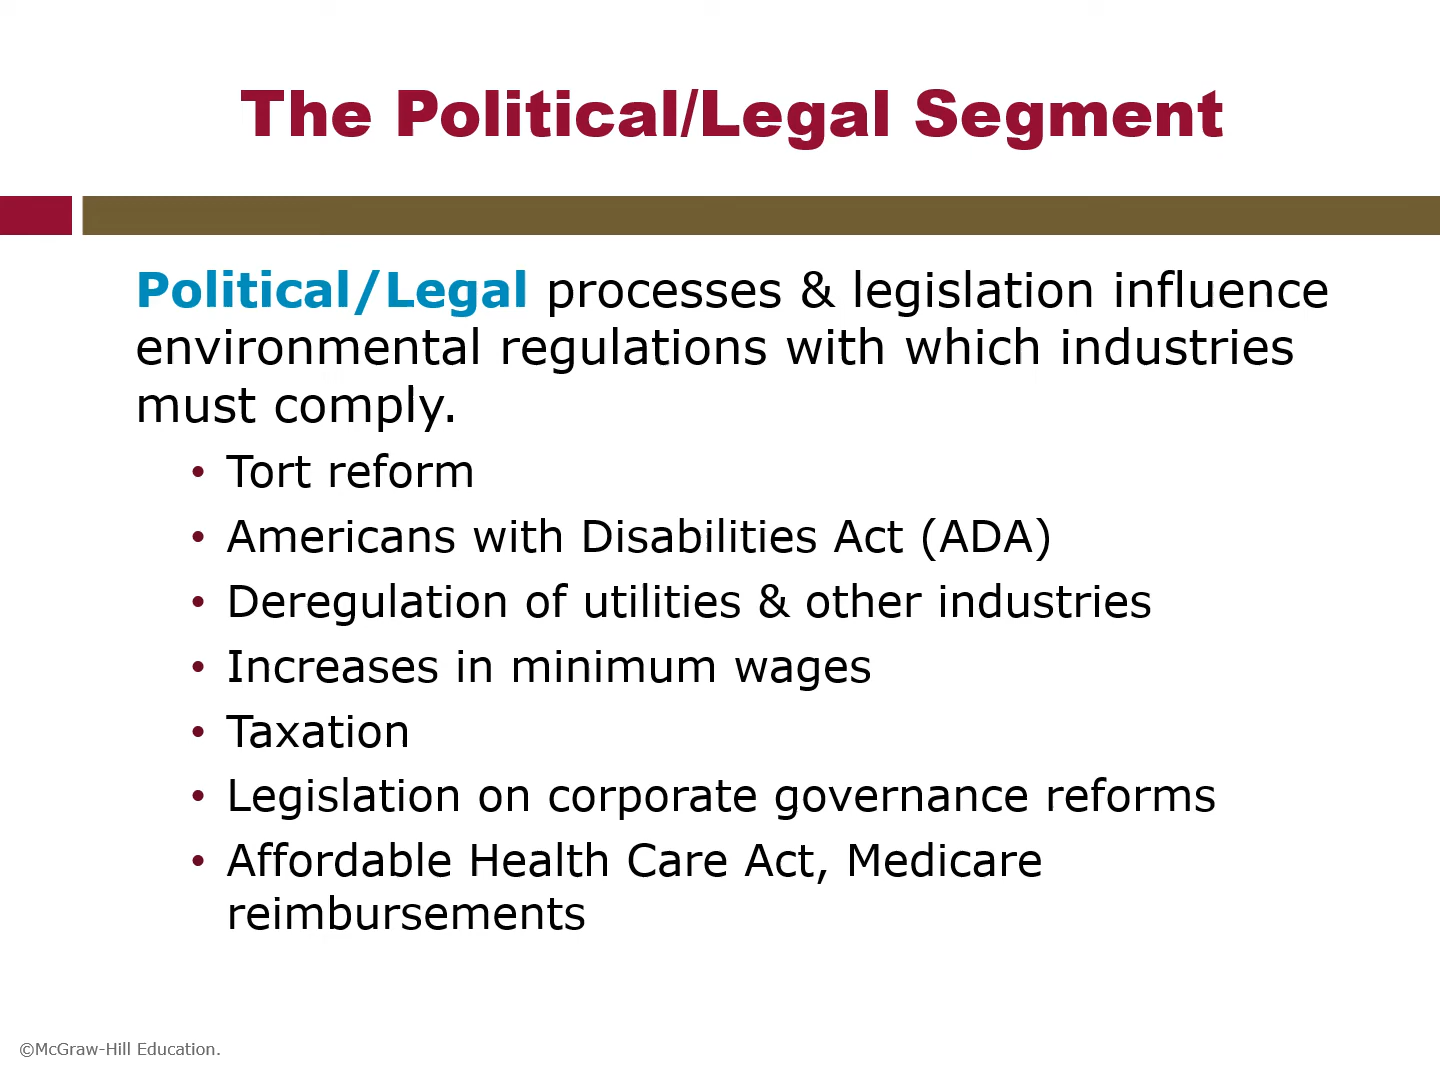 The Political/Legal Segment
Political/Legal processes & legislation influence
environmental regulations with which industries
must comply.
• Tort reform
• Americans with Disabilities Act (ADA)
• Deregulation of utilities & other industries
• Increases in minimum wages
• Taxation
• Legislation on corporate governance reforms
• Affordable Health Care Act, Medicare
reimbursements
©McGraw-Hill Education.